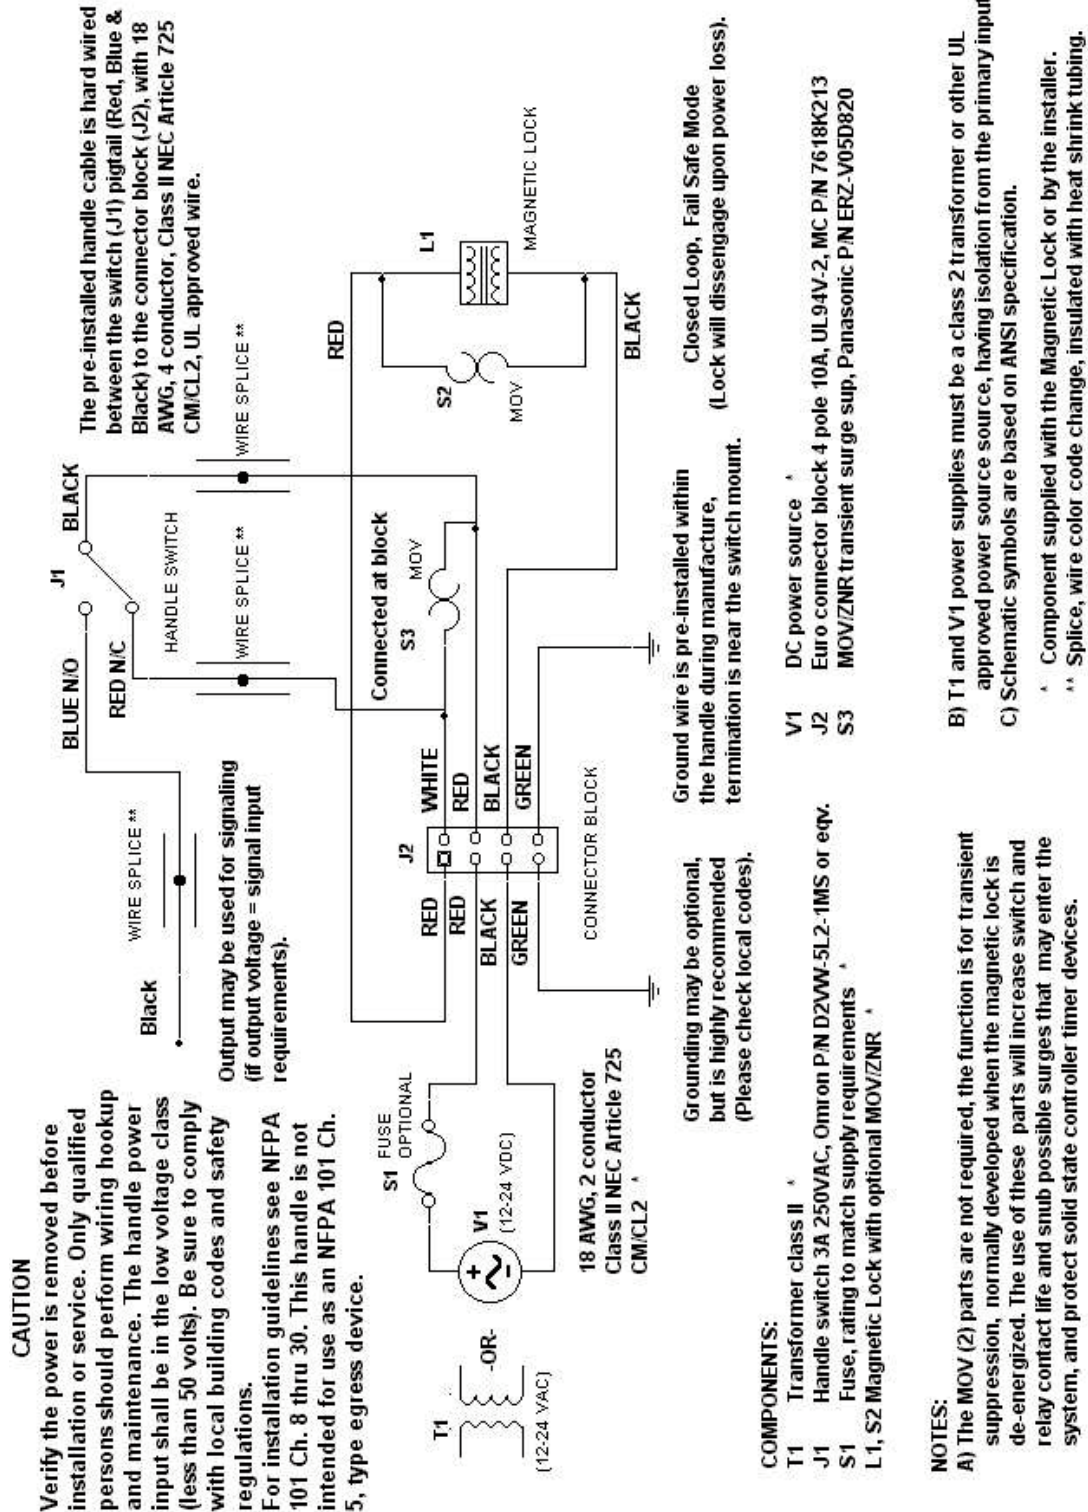 CAUTION
Verify the power is removed before
installation or service. Only qualified
persons should perform wiring hookup
and maintenance. The handle power
input shall be in the low voltage class
(less than 50 volts). Be sure to comply
with local building codes and safety
regulations.
For installation guidelines see NFPA
101 Ch. 8 thru 30. This handle is not
intended for use as an NFPA 101 Ch.
5, type egress device.
The pre-installed handle cable is hard wired
between the switch (J1) pigtail (Red, Blue &
Black) to the connector block (J2), with 18
AWG, 4 conductor, Class II NEC Article 725
CM/CL2, UL approved wire.
J1
BLUE N/O
BLACK
RED N/C
HANDLE SWITCH
WIRE SPLICE **
WIRE SPLICE **
WIRE SPLICE **
Black
Output may be used for signaling
(if output voltage = signal input
requirements).
RED
L1
MAGNETIC LOCK
S2
MOV
BLACK
Connected at block
S3
MOV
S1
FUSE
OPTIONAL
J2
RED
RED
BLACK
GREEN
WHITE
RED
BLACK
GREEN
CONNECTOR BLOCK
T1
(12-24 VAC)
-OR-
V1
(12-24 VDC)
+
-
18 AWG, 2 conductor
Class II NEC Article 725
CM/CL2 *
Grounding may be optional,
but is highly recommended
(Please check local codes).
Ground wire is pre-installed within
the handle during manufacture,
termination is near the switch mount.
Closed Loop, Fail Safe Mode
(Lock will dissengage upon power loss).
COMPONENTS:
T1 Transformer class II *
J1 Handle switch 3A 250VAC, Omron P/N D2VW-5L2-1MS or eqv.
S1 Fuse, rating to match supply requirements *
L1, S2 Magnetic Lock with optional MOV/ZNR *
V1 DC power source *
J2 Euro connector block 4 pole 10A, UL94V-2, MC P/N 7618K213
S3 MOV/ZNR transient surge sup, Panasonic P/N ERZ-V05D820
NOTES:
A) The MOV (2) parts are not required, the function is for transient
suppression, normally developed when the magnetic lock is
de-energized. The use of these parts will increase switch and
relay contact life and snub possible surges that may enter the
system, and protect solid state controller timer devices.
B) T1 and V1 power supplies must be a class 2 transformer or other UL
approved power source source, having isolation from the primary input
C) Schematic symbols are based on ANSI specification.
* Component supplied with the Magnetic Lock or by the installer.
** Splice, wire color code change, insulated with heat shrink tubing.